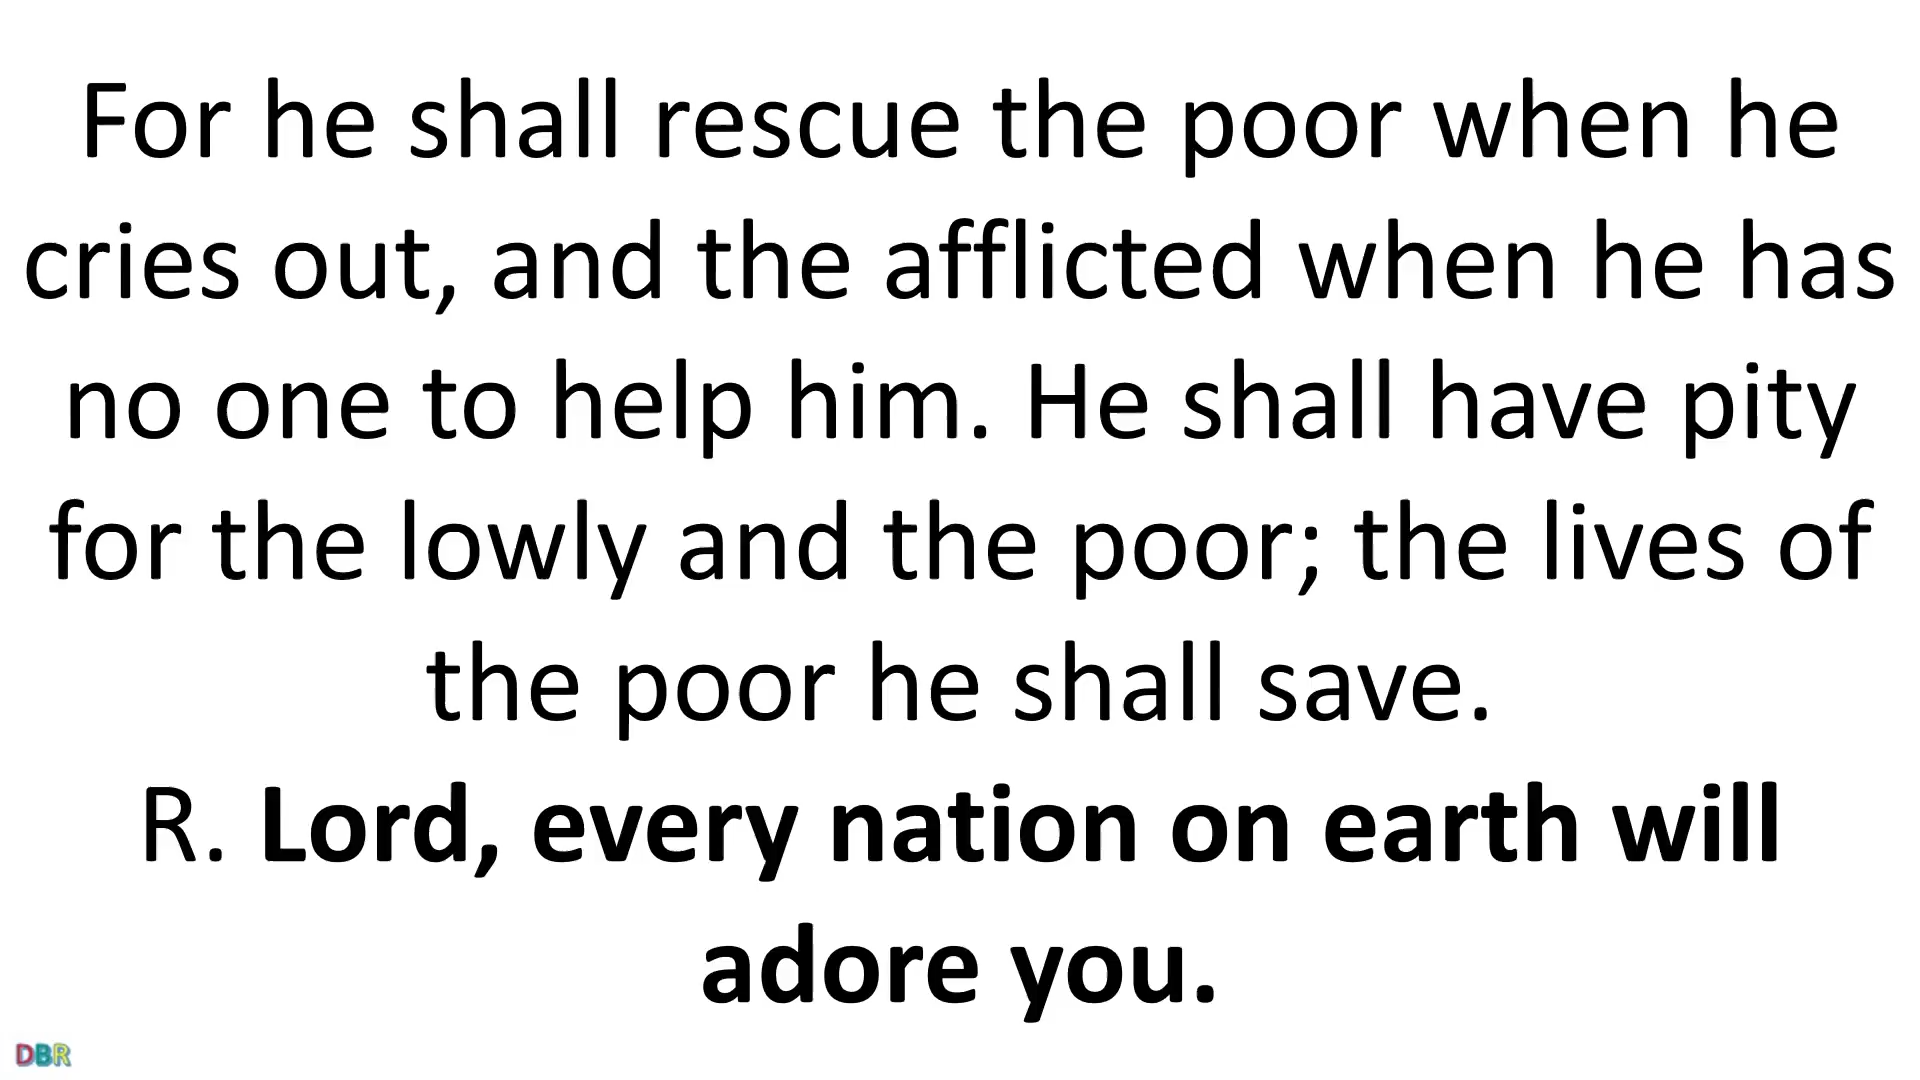 For he shall rescue the poor when he
cries out, and the afflicted when he has
no one to help him. He shall have pity
for the lowly and the poor; the lives of
the poor he shall save.
R. Lord, every nation on earth will
adore you.
DBR